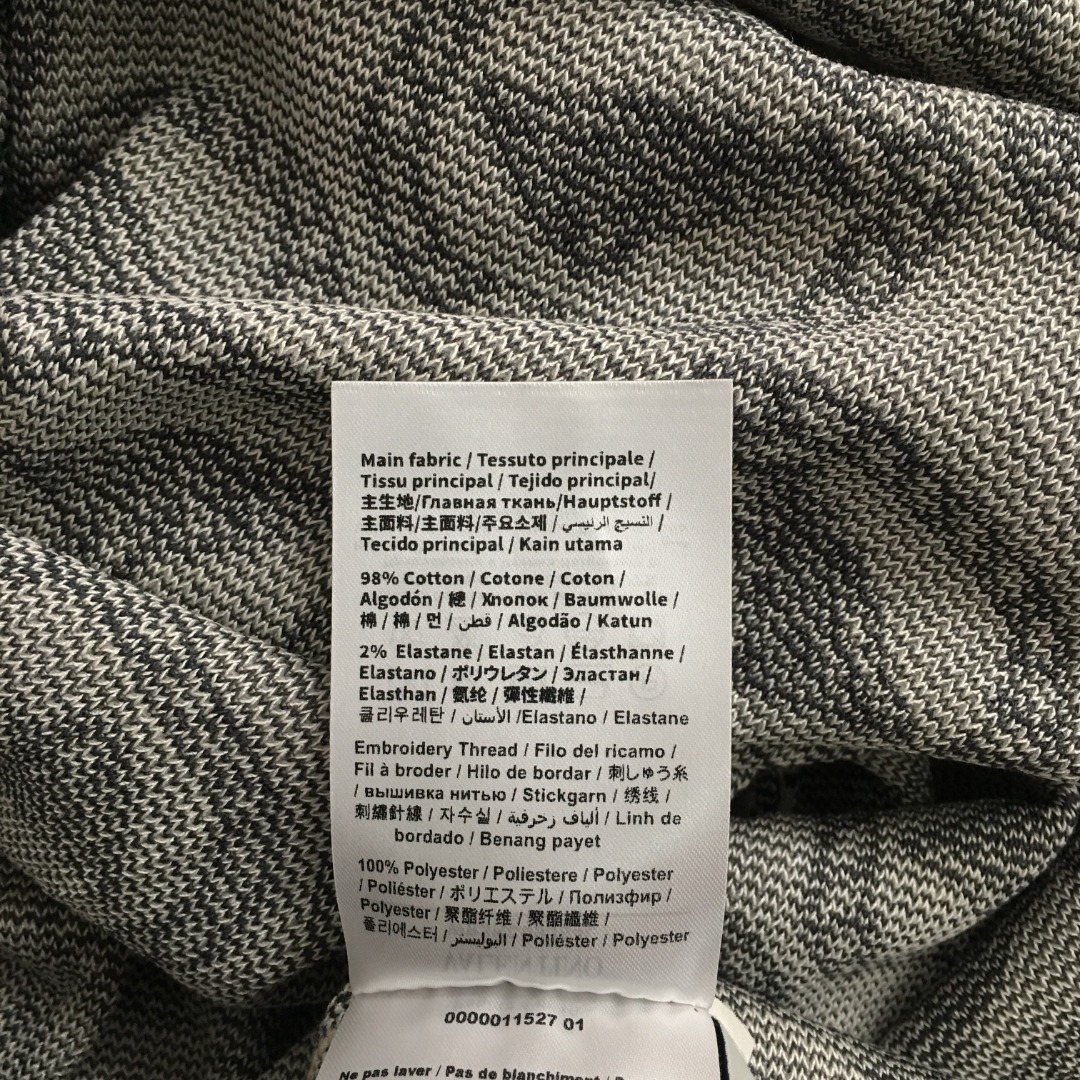 Main fabric / Tessuto principale /
Tissu principal / Tejido principal/
主生地/Главная ткань/Hauptstoff /
主面料/主面料/주요소제 / النسيج الرئيسي /
Tecido principal / Kain utama
98% Cotton / Cotone / Coton /
Algodón / 總 / Хлопок / Baumwolle /
棉 / 棉 / 먼 / قطن / Algodão / Katun
2% Elastane / Elastan / Élasthanne /
Elastano / ポリウレタン / Эластан /
Elasthan / 氨纶 / 彈性纖維 /
클리우레탄 / الأستان /Elastano / Elastane
Embroidery Thread / Filo del ricamo /
Fil à broder / Hilo de bordar / 刺しゅう糸
/ вышивка нитью / Stickgarn / 绣线 /
刺繡針線 / 자수실 / ألياف زحرفية / Linh de
bordado / Benang payet
100% Polyester / Poliestere / Polyester
/ Poliéster / ポリエステル / Полизфир /
Polyester / 聚酯纤维 / 聚酯纖維 /
폴리에스터 / البوليستر / Poliéster / Polyester
VALENTINO
0000011527 01
Ne pas laver / Pas de blanchiment /